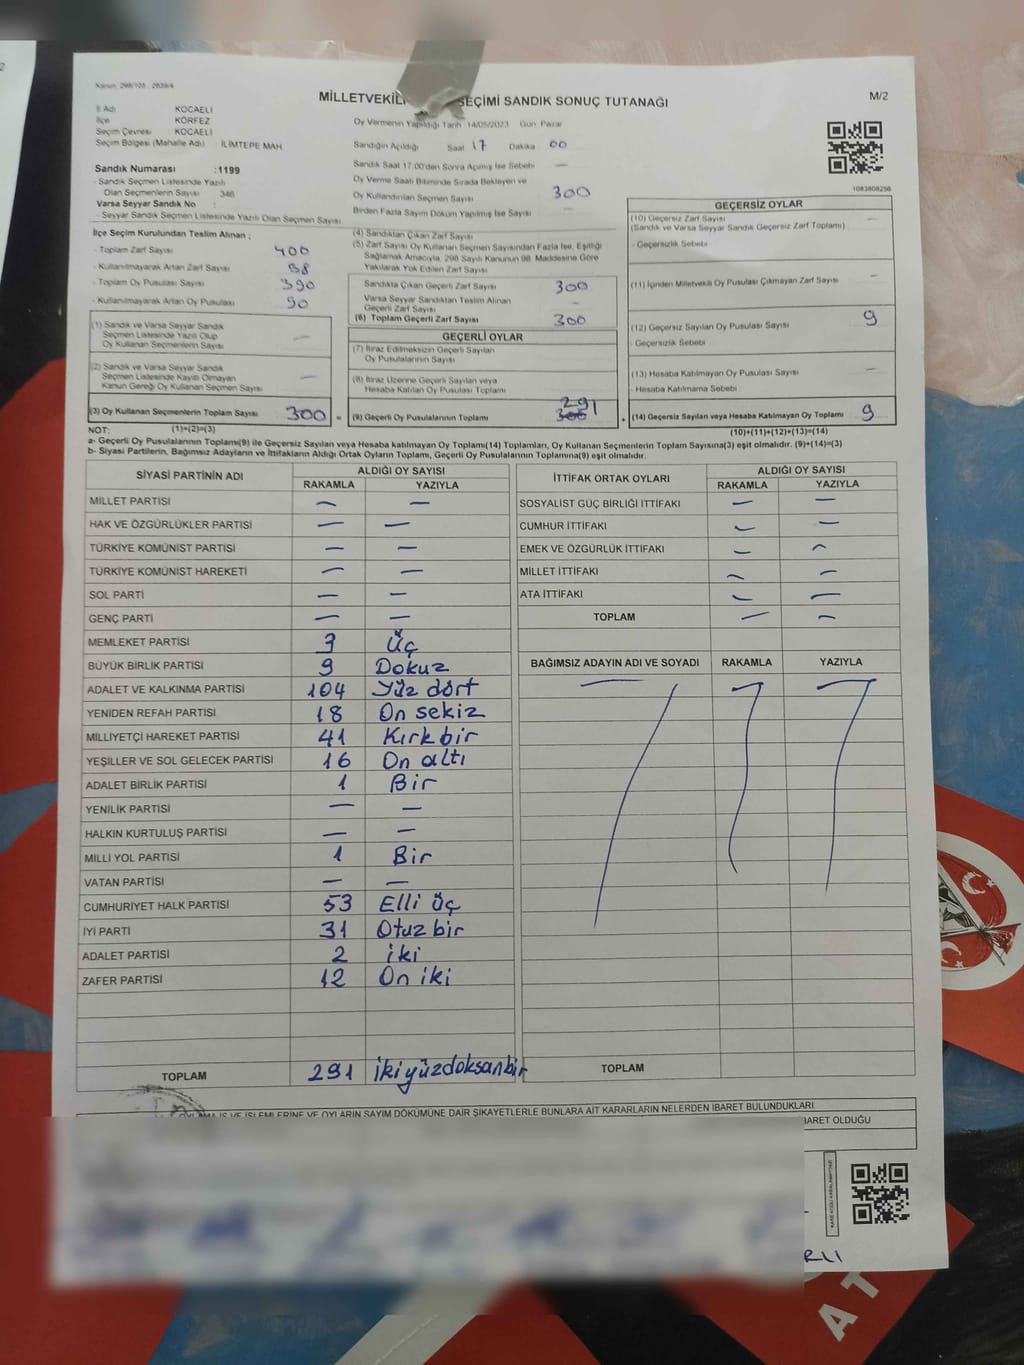 Kanun: 298/105 , 2839/4
MİLLETVEKİLİ SEÇİMİ SANDIK SONUÇ TUTANAĞI
M/2
İl Adı KOCAELİ
İlçe KÖRFEZ
Seçim Çevresi KOCAELİ
Seçim Bölgesi (Mahalle Adı) İLİMTEPE MAH
Oy Vermenin Yapıldığı Tarih 14/05/2023 Gün Pazar
Sandığın Açıldığı Saat 17 Dakika 00
Sandık Saat 17.00'den Sonra Açılmış İse Sebebi —
Oy Verme Saati Bitiminde Sırada Bekleyen ve
Oy Kullandırılan Seçmen Sayısı 300
Birden Fazla Sayım Döküm Yapılmış İse Sayısı —
1083808256
Sandık Numarası :1199
- Sandık Seçmen Listesinde Yazılı
Olan Seçmenlerin Sayısı 346
Varsa Seyyar Sandık No :
- Seyyar Sandık Seçmen Listesinde Yazılı Olan Seçmen Sayısı
İlçe Seçim Kurulundan Teslim Alınan ;
- Toplam Zarf Sayısı 400
- Kullanılmayarak Artan Zarf Sayısı 98
- Toplam Oy Pusulası Sayısı 390
- Kullanılmayarak Artan Oy Pusulası 90
(1) Sandık ve Varsa Seyyar Sandık
Seçmen Listesinde Yazılı Olup
Oy Kullanan Seçmenlerin Sayısı —
(2) Sandık ve Varsa Seyyar Sandık
Seçmen Listesinde Kayıtlı Olmayan
Kanun Gereği Oy Kullanan Seçmen Sayısı —
(3) Oy Kullanan Seçmenlerin Toplam Sayısı 300 =
(1)+(2)=(3)
(4) Sandıktan Çıkan Zarf Sayısı
(5) Zarf Sayısı Oy Kullanan Seçmen Sayısından Fazla İse, Eşitliği
Sağlamak Amacıyla, 298 Sayılı Kanunun 98. Maddesine Göre
Yakılarak Yok Edilen Zarf Sayısı
Sandıkta Çıkan Geçerli Zarf Sayısı 300
Varsa Seyyar Sandıktan Teslim Alınan
Geçerli Zarf Sayısı —
(6) Toplam Geçerli Zarf Sayısı 300
GEÇERLİ OYLAR
(7) İtiraz Edilmeksizin Geçerli Sayılan
Oy Pusulalarının Sayısı
(8) İtiraz Üzerine Geçerli Sayılan veya
Hesaba Katılan Oy Pusulası Toplamı
291
(9) Geçerli Oy Pusulalarının Toplamı 300 +
GEÇERSİZ OYLAR
(10) Geçersiz Zarf Sayısı —
(Sandık ve Varsa Seyyar Sandık Geçersiz Zarf Toplamı)
- Geçersizlik Sebebi
(11) İçinden Milletvekili Oy Pusulası Çıkmayan Zarf Sayısı —
(12) Geçersiz Sayılan Oy Pusulası Sayısı 9
- Geçersizlik Sebebi
(13) Hesaba Katılmayan Oy Pusulası Sayısı —
- Hesaba Katılmama Sebebi
(14) Geçersiz Sayılan veya Hesaba Katılmayan Oy Toplamı 9
(10)+(11)+(12)+(13)=(14)
NOT:
a- Geçerli Oy Pusulalarının Toplamı(9) ile Geçersiz Sayılan veya Hesaba katılmayan Oy Toplamı(14) Toplamları, Oy Kullanan Seçmenlerin Toplam Sayısına(3) eşit olmalıdır. (9)+(14)=(3)
b- Siyasi Partilerin, Bağımsız Adayların ve İttifakların Aldığı Ortak Oyların Toplamı, Geçerli Oy Pusulalarının Toplamına(9) eşit olmalıdır.
SİYASİ PARTİNİN ADI ALDIĞI OY SAYISI
RAKAMLA YAZIYLA
MİLLET PARTİSİ — —
HAK VE ÖZGÜRLÜKLER PARTİSİ — —
TÜRKİYE KOMÜNİST PARTİSİ — —
TÜRKİYE KOMÜNİST HAREKETİ — —
SOL PARTİ — —
GENÇ PARTİ — —
MEMLEKET PARTİSİ 3 Üç
BÜYÜK BİRLİK PARTİSİ 9 Dokuz
ADALET VE KALKINMA PARTİSİ 104 Yüz dört
YENİDEN REFAH PARTİSİ 18 On sekiz
MİLLİYETÇİ HAREKET PARTİSİ 41 Kırk bir
YEŞİLLER VE SOL GELECEK PARTİSİ 16 On altı
ADALET BİRLİK PARTİSİ 1 Bir
YENİLİK PARTİSİ — —
HALKIN KURTULUŞ PARTİSİ — —
MİLLİ YOL PARTİSİ 1 Bir
VATAN PARTİSİ — —
CUMHURİYET HALK PARTİSİ 53 Elli üç
İYİ PARTİ 31 Otuz bir
ADALET PARTİSİ 2 iki
ZAFER PARTİSİ 12 On iki
TOPLAM 291 ikiyüzdoksanbir
İTTİFAK ORTAK OYLARI ALDIĞI OY SAYISI
RAKAMLA YAZIYLA
SOSYALİST GÜÇ BİRLİĞİ İTTİFAKI — —
CUMHUR İTTİFAKI — —
EMEK VE ÖZGÜRLÜK İTTİFAKI — —
MİLLET İTTİFAKI — —
ATA İTTİFAKI — —
TOPLAM — —
BAĞIMSIZ ADAYIN ADI VE SOYADI RAKAMLA YAZIYLA
TOPLAM
İŞ VE İŞLEMLERİNE VE OYLARIN SAYIM DÖKÜMÜNE DAİR ŞİKAYETLERLE BUNLARA AİT KARARLARIN NELERDEN İBARET BULUNDUKLARI
İBARET OLDUĞU
AT